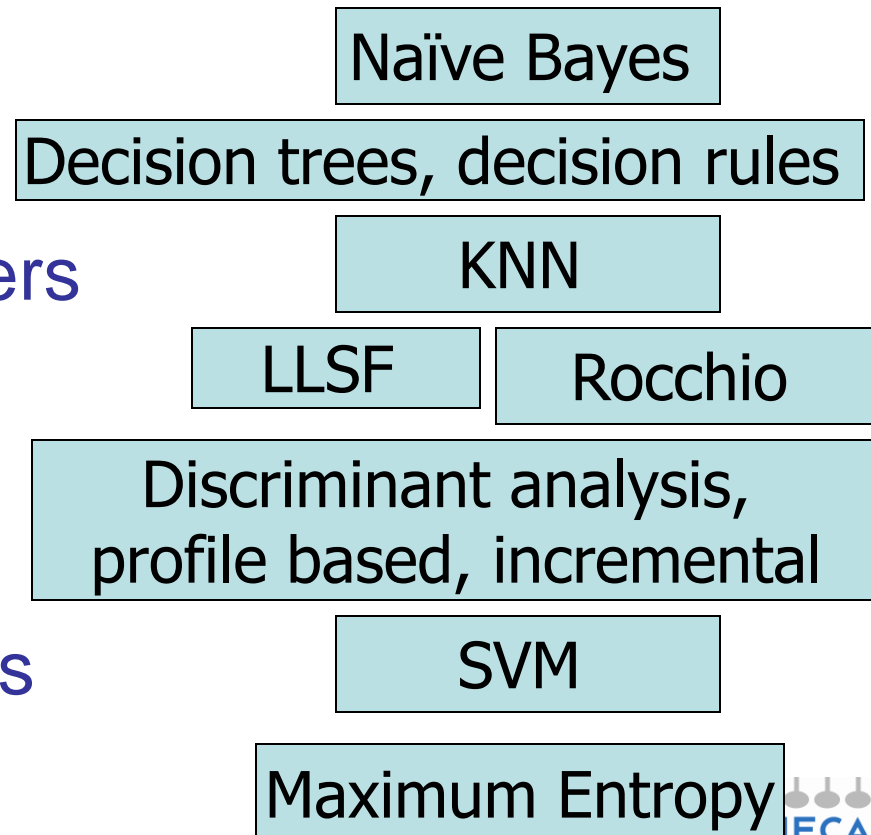 Naïve Bayes
Decision trees, decision rules
ers
KNN
LLSF
Rocchio
Discriminant analysis,
profile based, incremental
s
SVM
Maximum Entropy